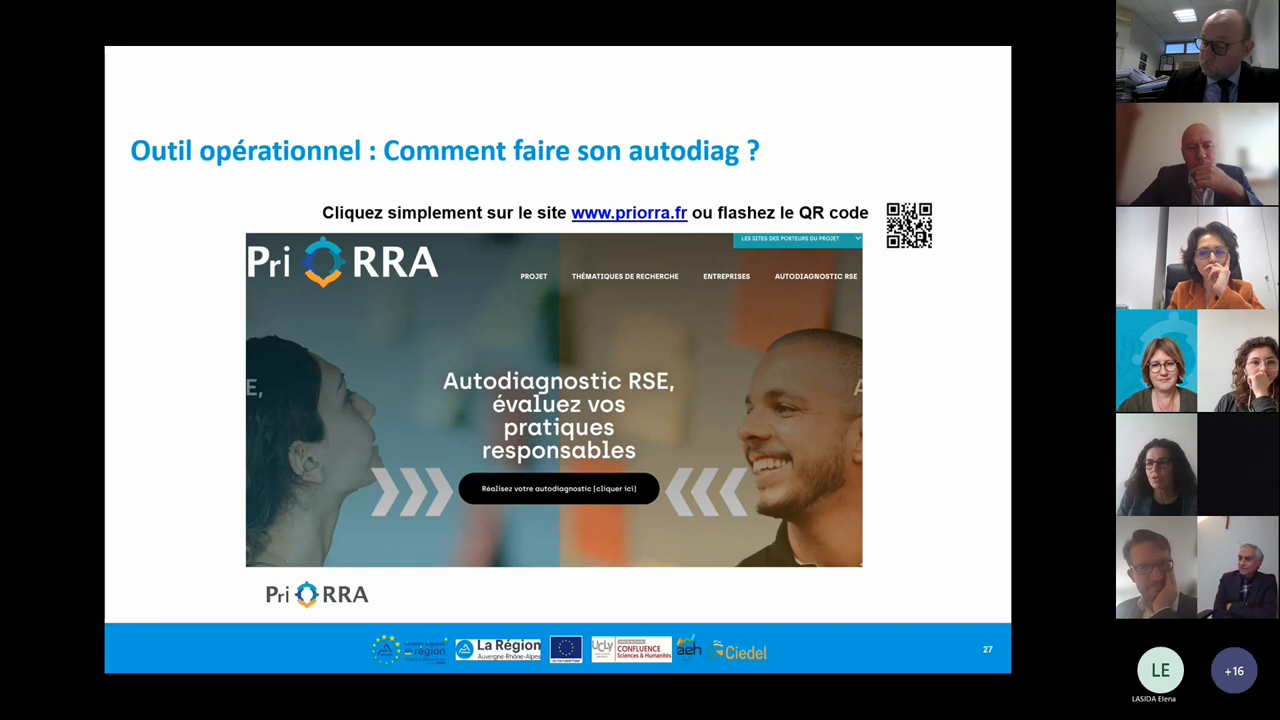 Outil opérationnel : Comment faire son autodiag ?
Cliquez simplement sur le site www.priorra.fr ou flashez le QR code
LES SITES DES PORTEURS DU PROJET
Pri RRA
PROJET THÉMATIQUES DE RECHERCHE ENTREPRISES AUTODIAGNOSTIC RSE
E,
A
Autodiagnostic RSE,
évaluez vos
pratiques
responsables
Réalisez votre autodiagnostic (cliquer ici)
Pri RRA
région
La Région
Auvergne-Rhône-Alpes
UCLy
CONFLUENCE
Sciences & Humanités
aeh
Ciedel
27
LE
+16
LASIDA Elena